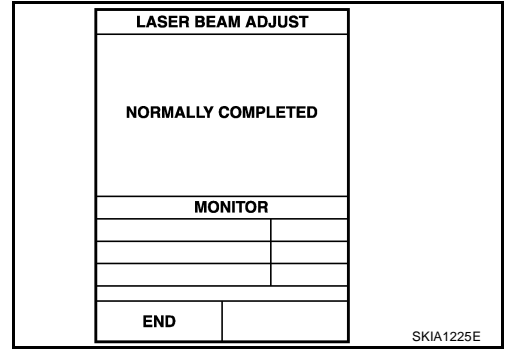 LASER BEAM ADJUST
NORMALLY COMPLETED
MONITOR
END
SKIA1225E